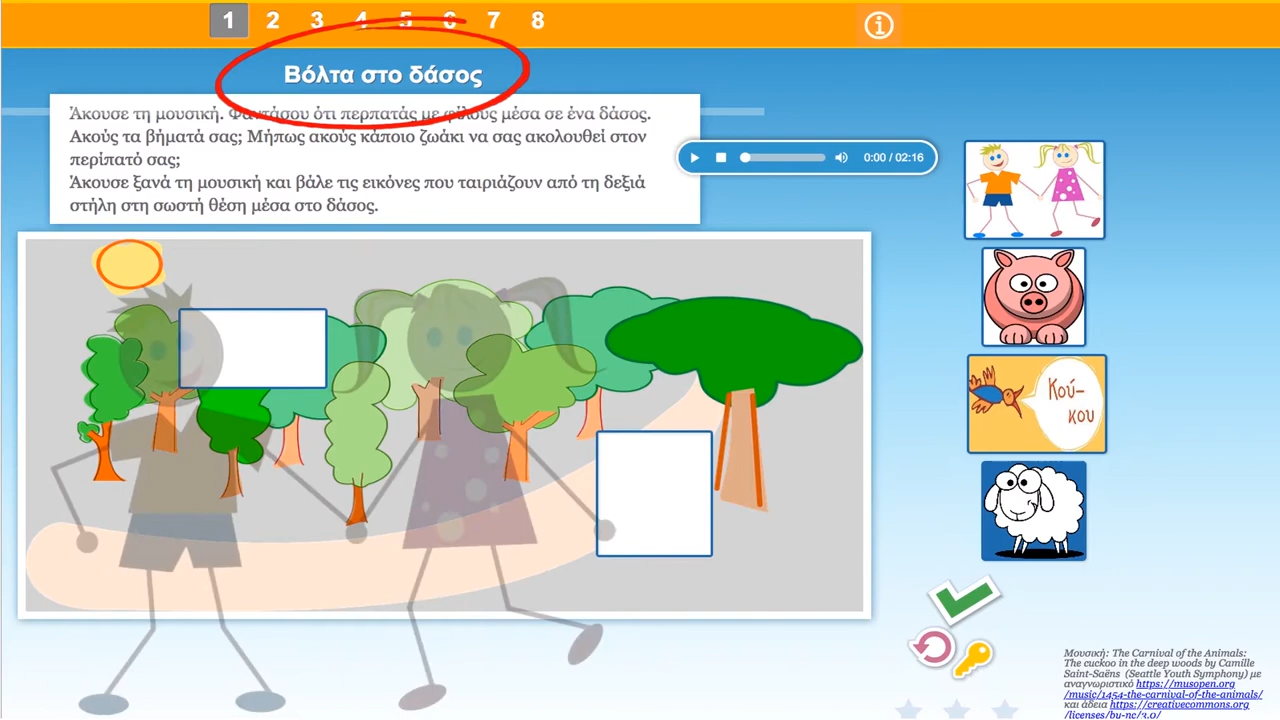 1 2 3 4 5 6 7 8
Βόλτα στο δάσος
Άκουσε τη μουσική. Φαντάσου ότι περπατάς με φίλους μέσα σε ένα δάσος.
Ακούς τα βήματά σας; Μήπως ακούς κάποιο ζωάκι να σας ακολουθεί στον
περίπατό σας;
Άκουσε ξανά τη μουσική και βάλε τις εικόνες που ταιριάζουν από τη δεξιά
στήλη στη σωστή θέση μέσα στο δάσος.
0:00 / 02:16
Κού-
κου
Μουσική: The Carnival of the Animals:
The cuckoo in the deep woods by Camille
Saint-Saëns (Seattle Youth Symphony) με
αναγνωριστικό https://musopen.org
/music/1454-the-carnival-of-the-animals/
και άδεια https://creativecommons.org
/licenses/by-nc/3.0/